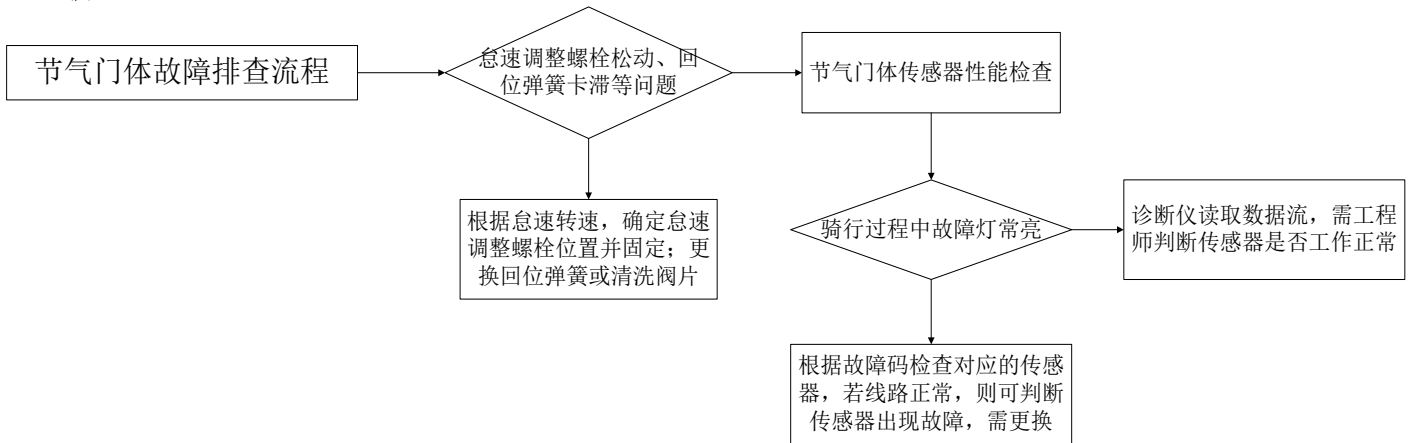 节气门体故障排查流程
怠速调整螺栓松动、回
位弹簧卡滞等问题
节气门体传感器性能检查
根据怠速转速，确定怠速
调整螺栓位置并固定；更
换回位弹簧或清洗阀片
骑行过程中故障灯常亮
诊断仪读取数据流，需工程
师判断传感器是否工作正常
根据故障码检查对应的传感
器，若线路正常，则可判断
传感器出现故障，需更换